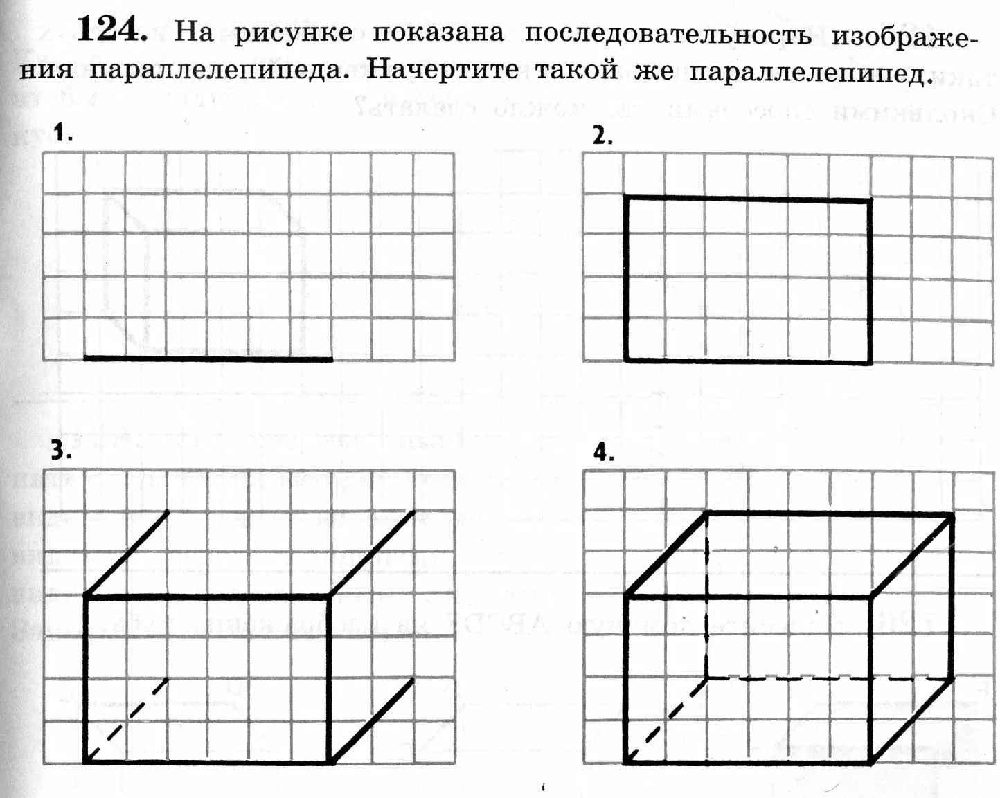 124. На рисунке показана последовательность изображе-
ния параллелепипеда. Начертите такой же параллелепипед.
1.
2.
3.
4.